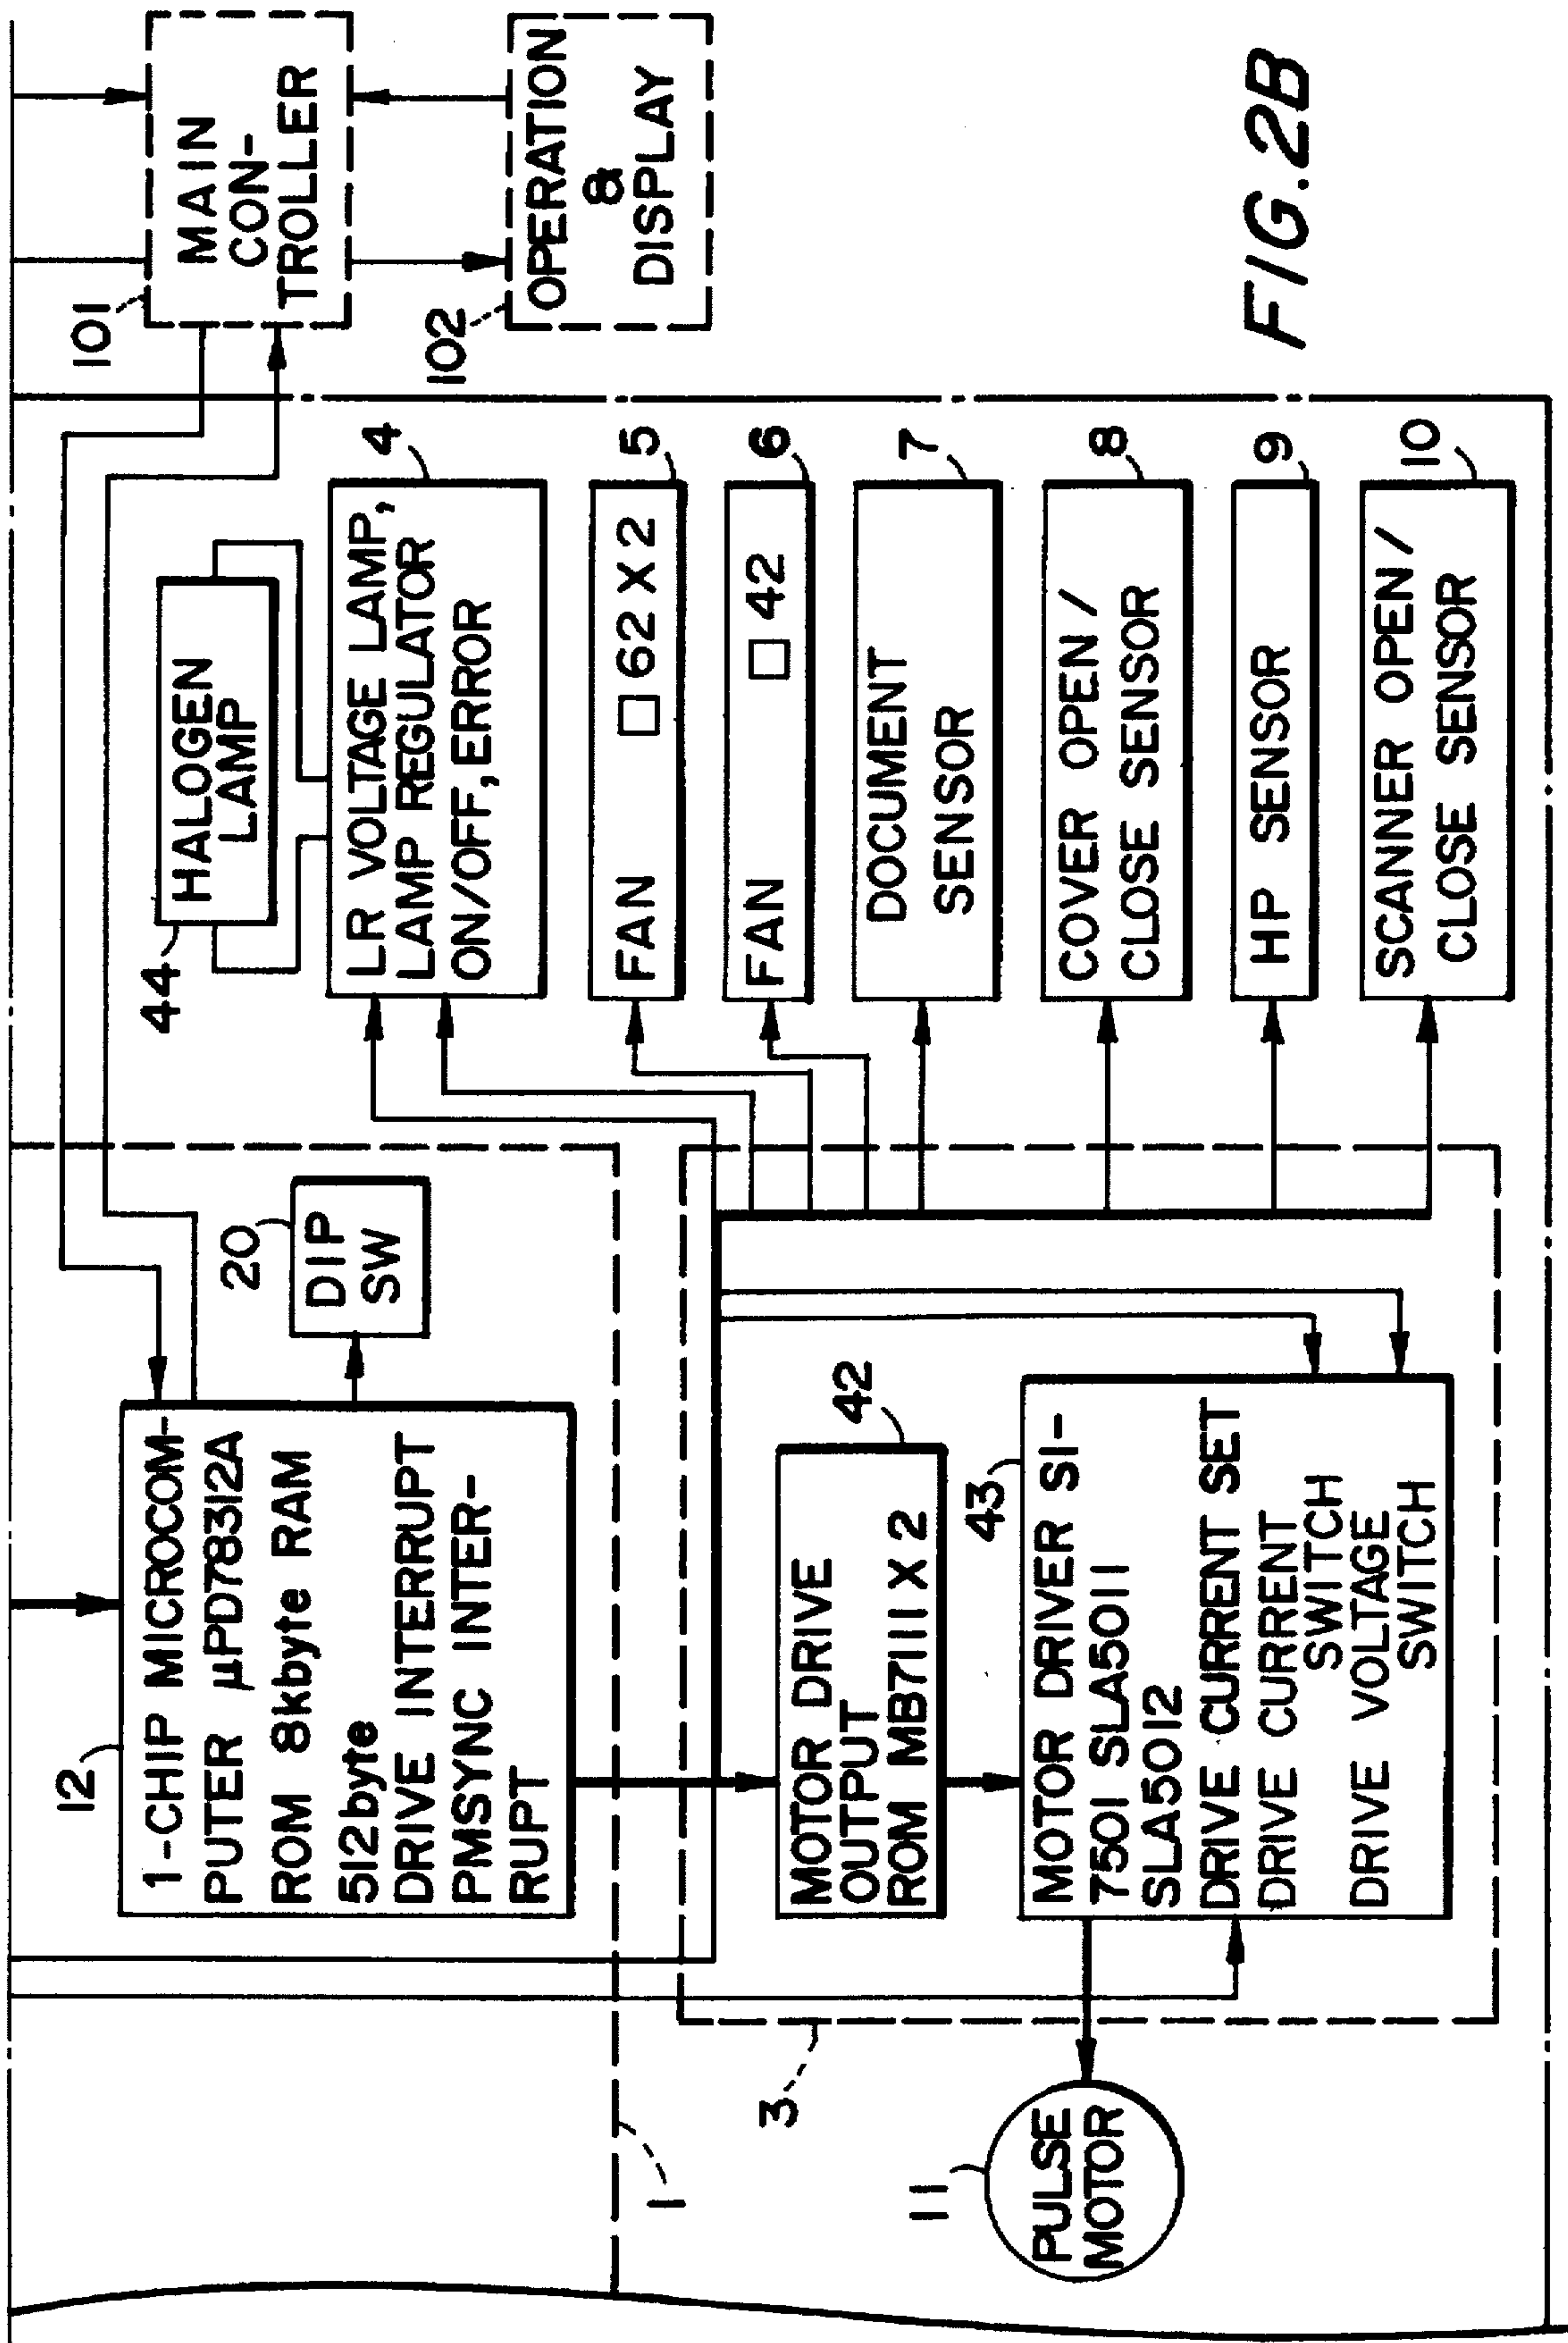 12
1-CHIP MICROCOM-
PUTER µPD78312A
ROM 8kbyte RAM
512byte
DRIVE INTERRUPT
PMSYNC INTER-
RUPT
20
DIP
SW
44
HALOGEN
LAMP
4
LR VOLTAGE LAMP,
LAMP REGULATOR
ON/OFF, ERROR
101
MAIN
CON-
TROLLER
102
OPERATION
&
DISPLAY
5
FAN □ 62 X 2
6
FAN □ 42
7
DOCUMENT
SENSOR
8
COVER OPEN/
CLOSE SENSOR
9
HP SENSOR
10
SCANNER OPEN/
CLOSE SENSOR
1
3
42
MOTOR DRIVE
OUTPUT
ROM MB7111 X 2
43
MOTOR DRIVER SI-
7501 SLA5011
SLA5012
DRIVE CURRENT SET
DRIVE CURRENT
SWITCH
DRIVE VOLTAGE
SWITCH
11
PULSE
MOTOR
FIG.2B